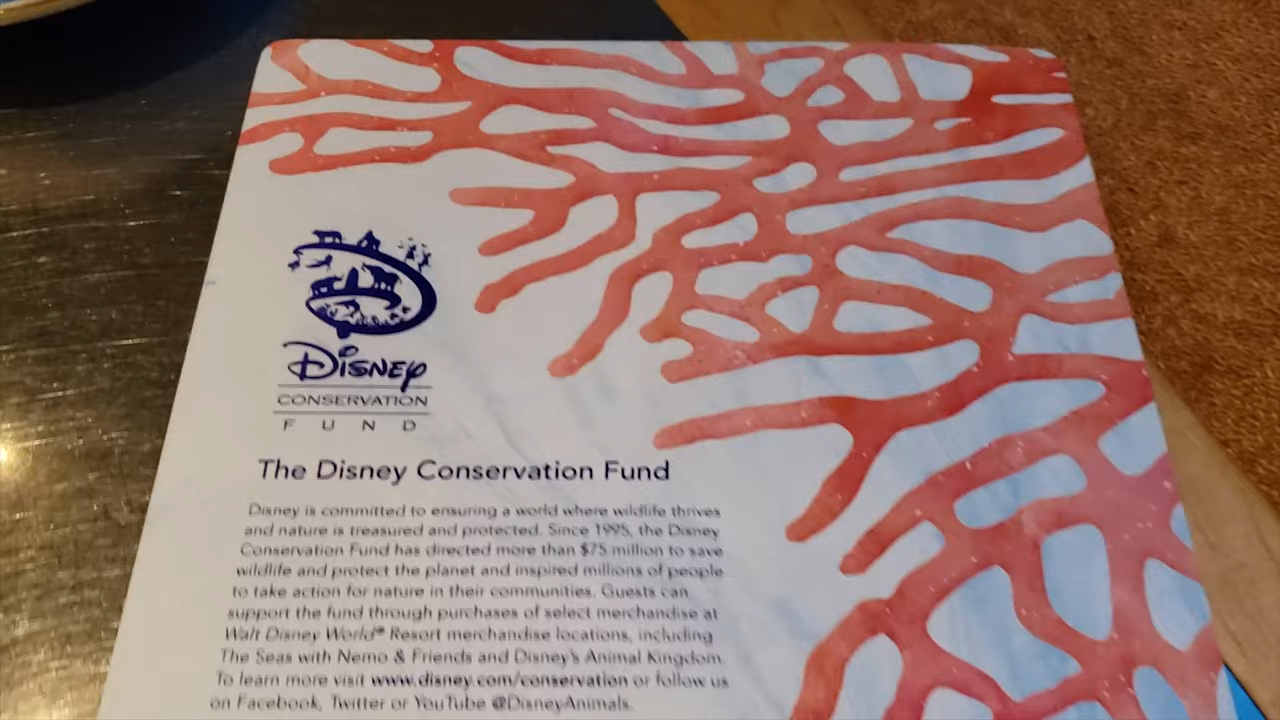 Disney
CONSERVATION
FUND
The Disney Conservation Fund
Disney is committed to ensuring a world where wildlife thrives
and nature is treasured and protected. Since 1995, the Disney
Conservation Fund has directed more than $75 million to save
wildlife and protect the planet and inspired millions of people
to take action for nature in their communities. Guests can
support the fund through purchases of select merchandise at
Walt Disney World® Resort merchandise locations, including
The Seas with Nemo & Friends and Disney's Animal Kingdom.
To learn more visit www.disney.com/conservation or follow us
on Facebook, Twitter or YouTube @DisneyAnimals.